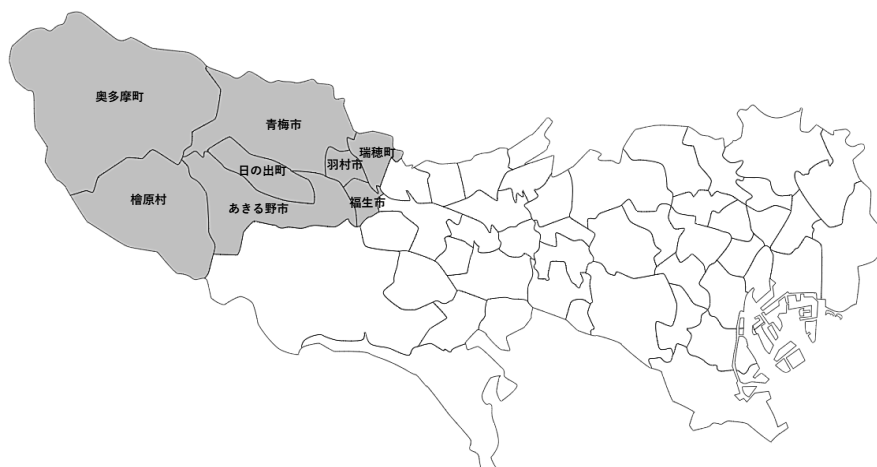 奥多摩町
青梅市
瑞穂町
羽村市
日の出町
檜原村
あきる野市
福生市